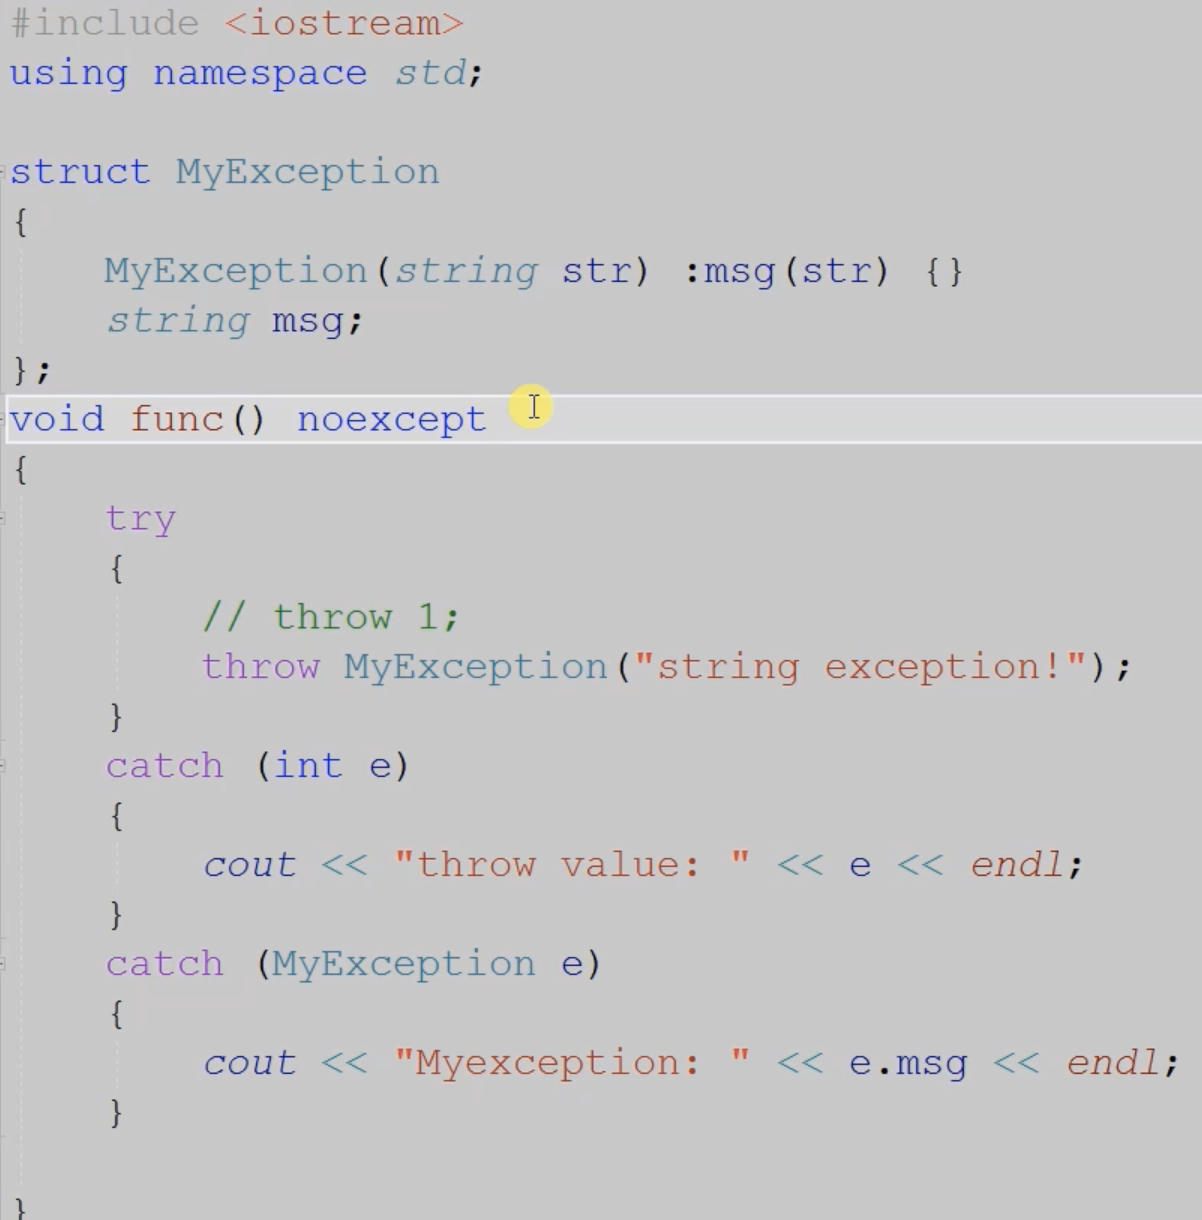 #include <iostream>
using namespace std;
struct MyException
{
MyException(string str) :msg(str) {}
string msg;
};
void func() noexcept
{
try
{
// throw 1;
throw MyException("string exception!");
}
catch (int e)
{
cout << "throw value: " << e << endl;
}
catch (MyException e)
{
cout << "Myexception: " << e.msg << endl;
}
}